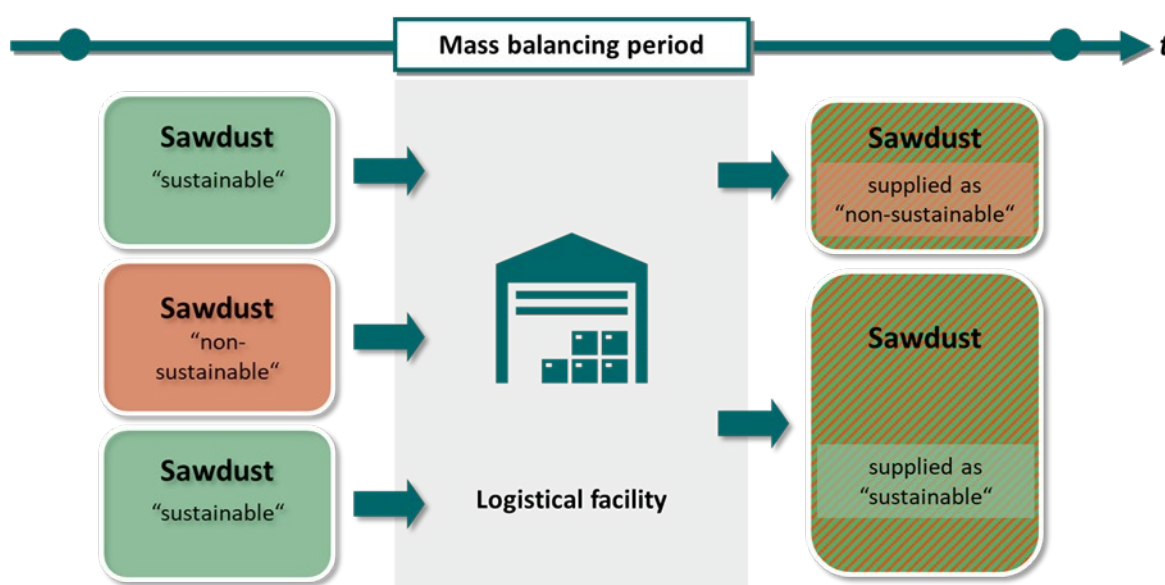 Mass balancing period
t
Sawdust
“sustainable“
Sawdust
“non-
sustainable“
Sawdust
“sustainable“
Logistical facility
Sawdust
supplied as
“non-sustainable“
Sawdust
supplied as
“sustainable“